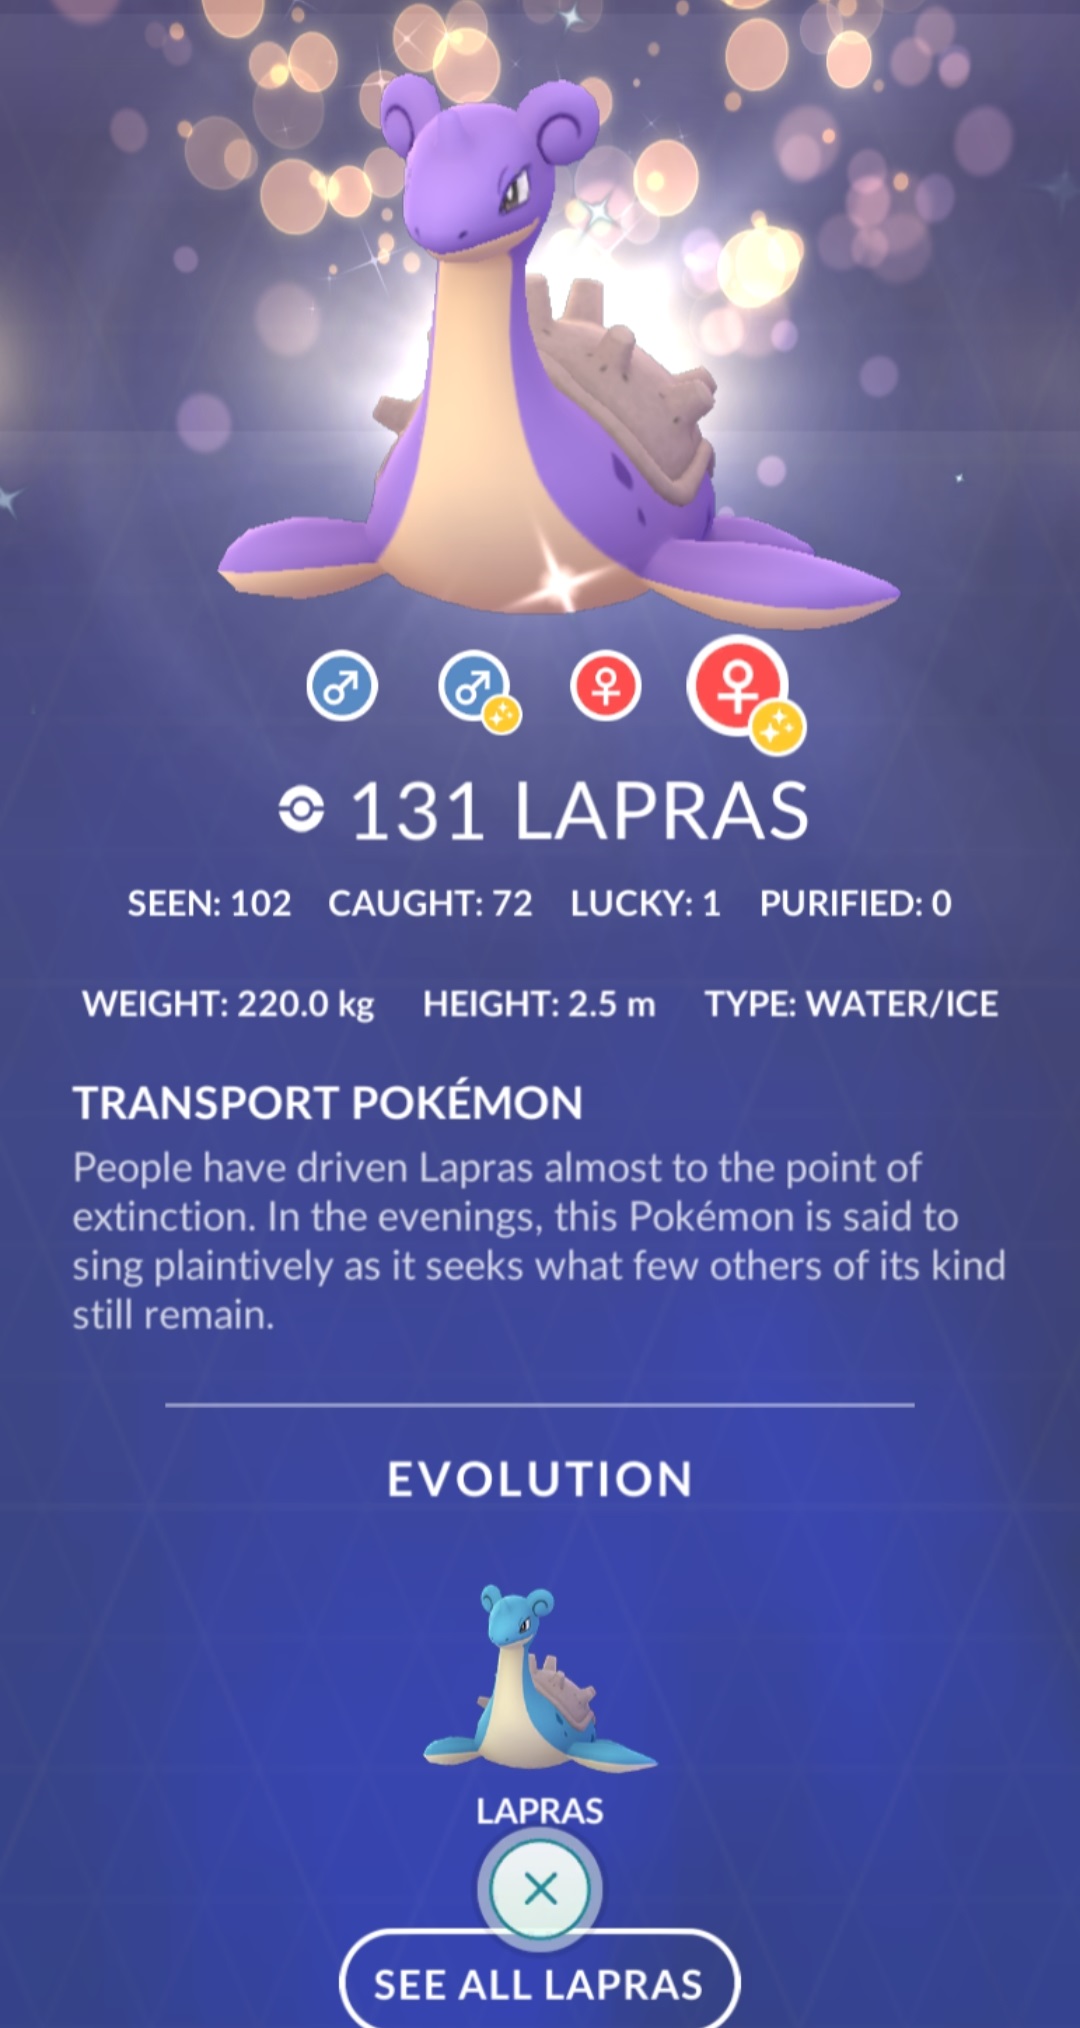 131 LAPRAS
SEEN: 102 CAUGHT: 72 LUCKY: 1 PURIFIED: 0
WEIGHT: 220.0 kg HEIGHT: 2.5 m TYPE: WATER/ICE
TRANSPORT POKÉMON
People have driven Lapras almost to the point of
extinction. In the evenings, this Pokémon is said to
sing plaintively as it seeks what few others of its kind
still remain.
EVOLUTION
LAPRAS
SEE ALL LAPRAS